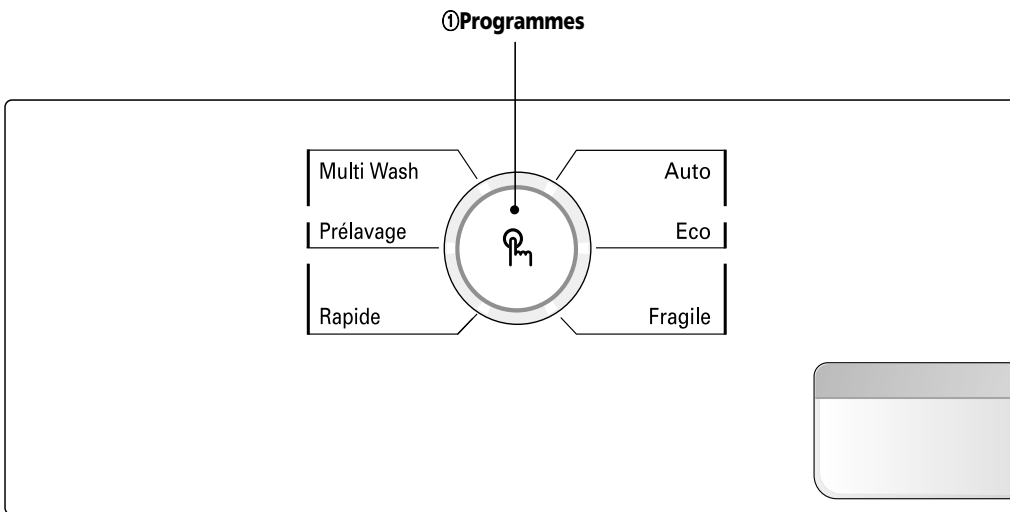 ①Programmes
Multi Wash
Auto
Prélavage
Eco
Rapide
Fragile